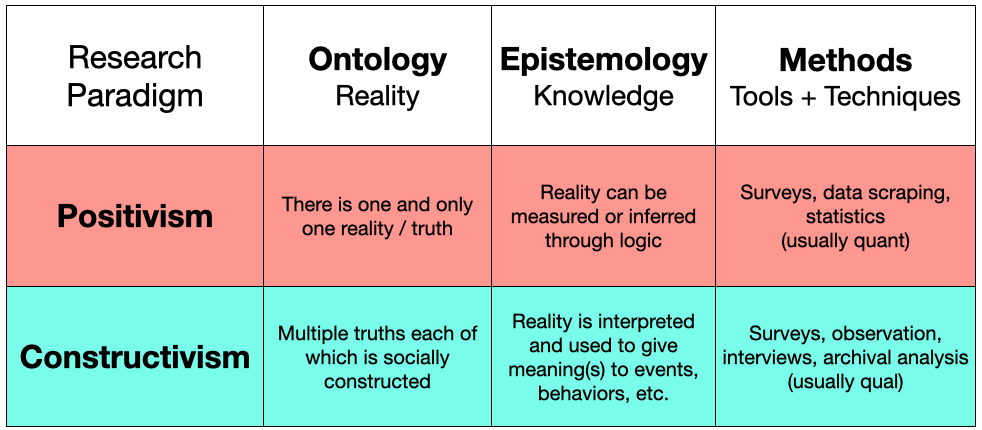 Research
Paradigm
Ontology
Reality
Epistemology
Knowledge
Methods
Tools + Techniques
Positivism
There is one and only
one reality / truth
Reality can be
measured or inferred
through logic
Surveys, data scraping,
statistics
(usually quant)
Constructivism
Multiple truths each of
which is socially
constructed
Reality is interpreted
and used to give
meaning(s) to events,
behaviors, etc.
Surveys, observation,
interviews, archival analysis
(usually qual)